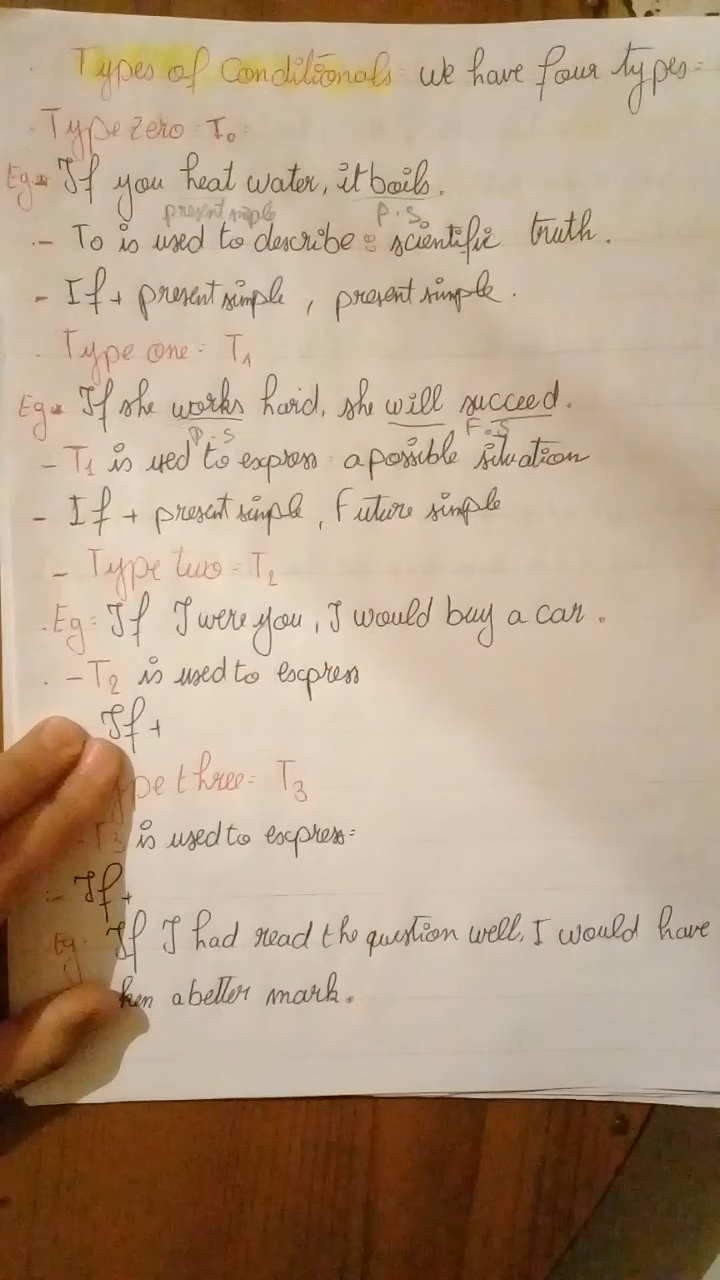 Types of Conditionals: we have four types:
Type zero: T0:
Eg: If you heat water, it boils.
present simple P.S
- T0 is used to describe: scientific truth.
- If + present simple, present simple.
Type one: T1
Eg: If she works hard, she will succeed.
P.S F.S
- T1 is used to express: a possible situation
- If + present simple, Future simple
- Type two: T2
Eg: If I were you, I would buy a car.
- T2 is used to express
If +
ype three: T3
- T3 is used to express:
- If +
Eg: If I had read the question well, I would have
ken a better mark.